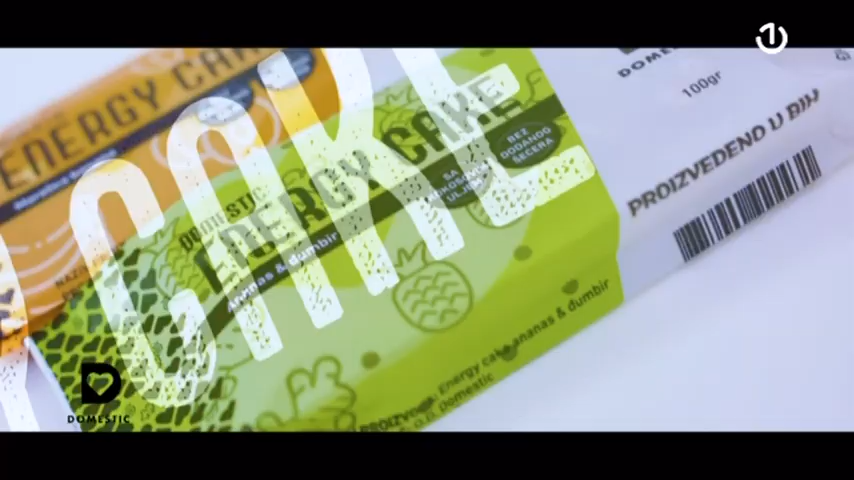 1
ENERGY CAKE
CAKE
DOMESTIC
ENERGY CAKE
Ananas & đumbir
SA
KOKOSOVIM
ULJEM
BEZ
DODANOG
ŠEĆERA
100gr
PROIZVEDENO U BIH
Energy cake ananas & đumbir
domestic
DOMESTIC